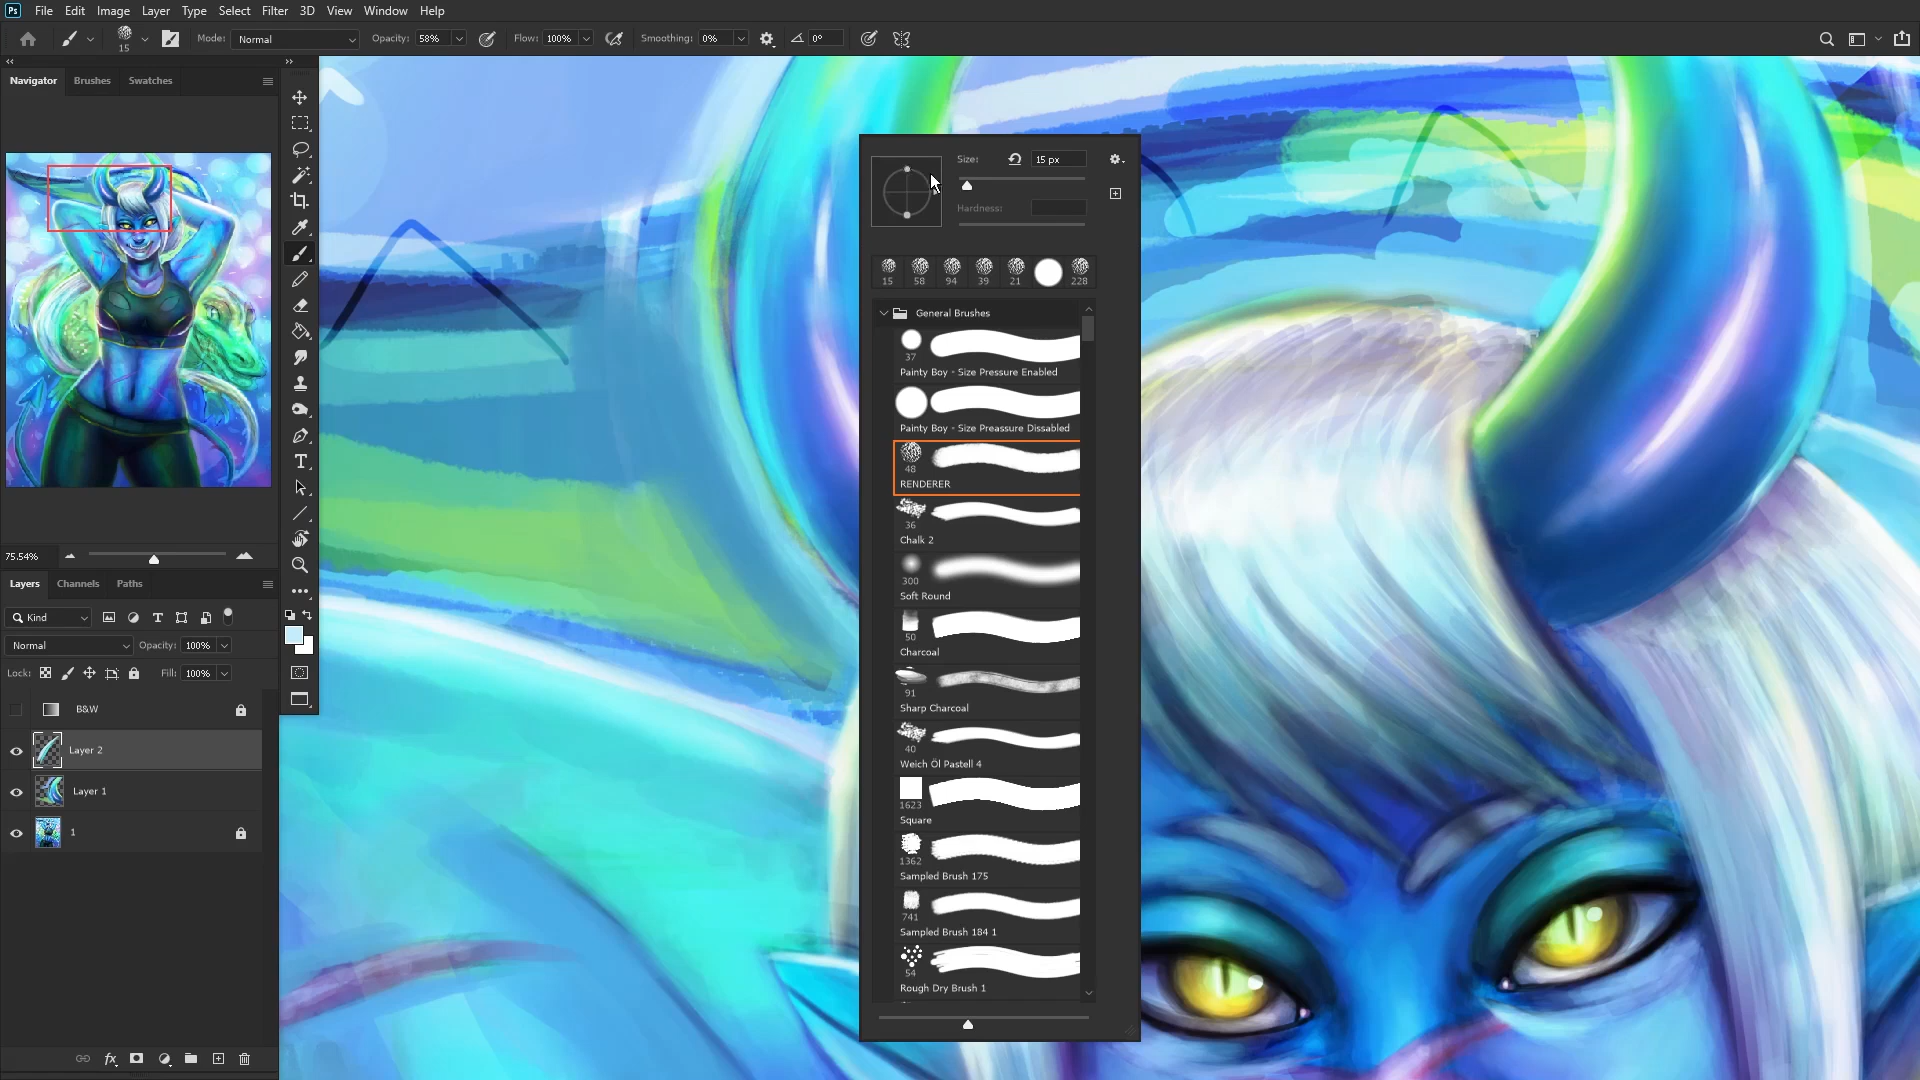 Ps File Edit Image Layer Type Select Filter 3D View Window Help
15 Mode: Normal Opacity: 58% Flow: 100% Smoothing: 0% 0°
Navigator Brushes Swatches
75.54%
Layers Channels Paths
Kind
Normal Opacity: 100%
Lock: Fill: 100%
B&W
Layer 2
Layer 1
1
fx
Size: 15 px
Hardness:
15 58 94 39 21 228
General Brushes
37
Painty Boy - Size Pressure Enabled
Painty Boy - Size Preassure Dissabled
48
RENDERER
36
Chalk 2
300
Soft Round
50
Charcoal
91
Sharp Charcoal
40
Weich Öl Pastell 4
1623
Square
1362
Sampled Brush 175
741
Sampled Brush 184 1
54
Rough Dry Brush 1